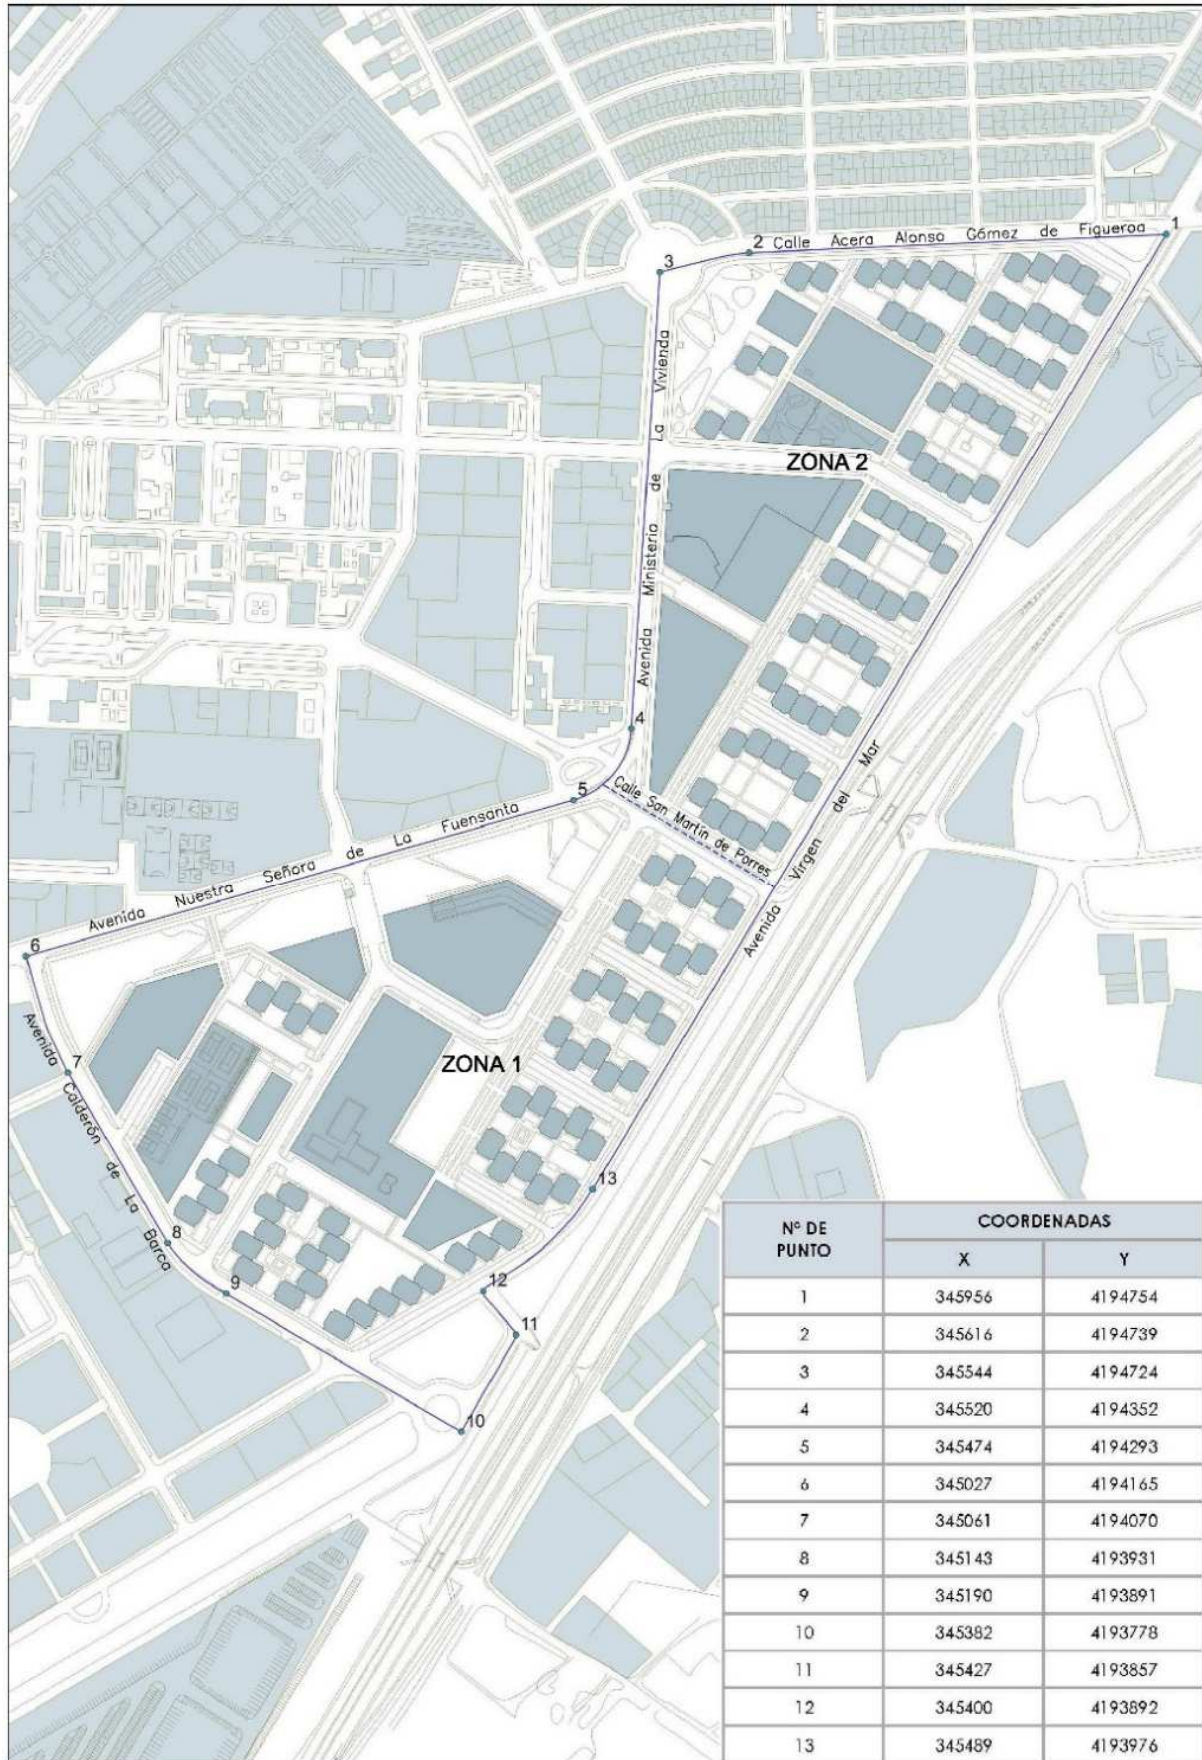 1
2
Calle Acera Alonso Gómez de Figueroa
3
Avenida Ministerio de La Vivienda
ZONA 2
4
5
Calle San Martín de Porres
Avenida Virgen del Mar
Avenida Nuestra Señora de La Fuensanta
6
Avenida Calderón de La Barca
7
ZONA 1
13
8
9
12
11
10
Nº DE PUNTO COORDENADAS
X Y
1 345956 4194754
2 345616 4194739
3 345544 4194724
4 345520 4194352
5 345474 4194293
6 345027 4194165
7 345061 4194070
8 345143 4193931
9 345190 4193891
10 345382 4193778
11 345427 4193857
12 345400 4193892
13 345489 4193976